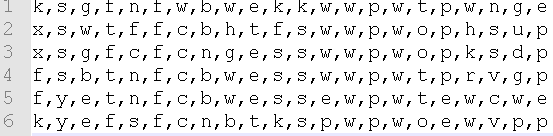 1 k,s,g,f,n,f,w,b,w,e,k,k,w,w,p,w,t,p,w,n,g,e
2 x,s,w,t,f,f,c,b,h,t,f,s,w,w,p,w,o,p,h,s,u,p
3 x,s,g,f,c,f,c,n,g,e,s,s,w,w,p,w,o,p,k,s,d,p
4 f,s,b,t,n,f,c,b,w,e,s,s,w,w,p,w,t,p,r,v,g,p
5 f,y,e,t,n,f,c,b,w,e,s,s,e,w,p,w,t,e,w,c,w,e
6 k,y,e,f,s,f,c,n,b,t,k,s,p,w,p,w,o,e,w,v,p,p